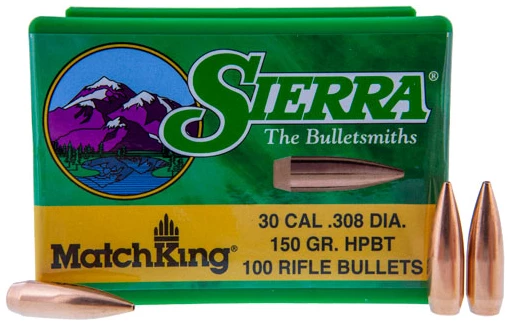 SIERRA®
The Bulletsmiths
30 CAL .308 DIA.
150 GR. HPBT
100 RIFLE BULLETS
MatchKing®